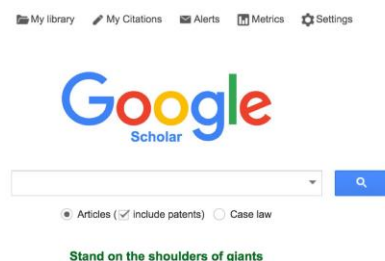 My library My Citations Alerts Metrics Settings
Google
Scholar
Articles ( include patents) Case law
Stand on the shoulders of giants